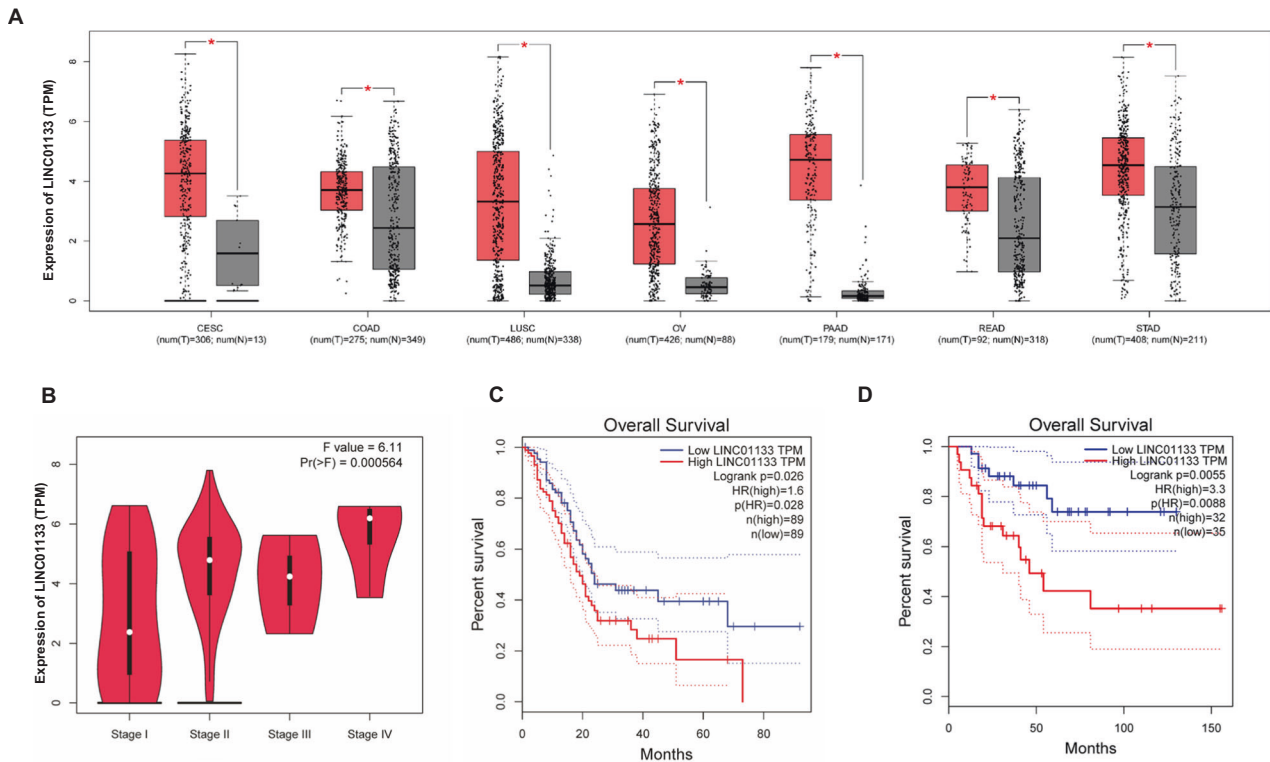 A
Expression of LINC01133 (TPM)
8
6
4
2
0
* * * * * * *
CESC
(num(T)=306; num(N)=13)
COAD
(num(T)=275; num(N)=349)
LUSC
(num(T)=486; num(N)=338)
OV
(num(T)=426; num(N)=88)
PAAD
(num(T)=179; num(N)=171)
READ
(num(T)=92; num(N)=318)
STAD
(num(T)=408; num(N)=211)
B
Expression of LINC01133 (TPM)
F value = 6.11
Pr(>F) = 0.000564
8
6
4
2
0
Stage I Stage II Stage III Stage IV
C
Overall Survival
Low LINC01133 TPM
High LINC01133 TPM
Logrank p=0.026
HR(high)=1.6
p(HR)=0.028
n(high)=89
n(low)=89
Percent survival
1.0
0.8
0.6
0.4
0.2
0.0
0 20 40 60 80
Months
D
Overall Survival
Low LINC01133 TPM
High LINC01133 TPM
Logrank p=0.0055
HR(high)=3.3
p(HR)=0.0088
n(high)=32
n(low)=35
Percent survival
1.0
0.8
0.6
0.4
0.2
0.0
0 50 100 150
Months